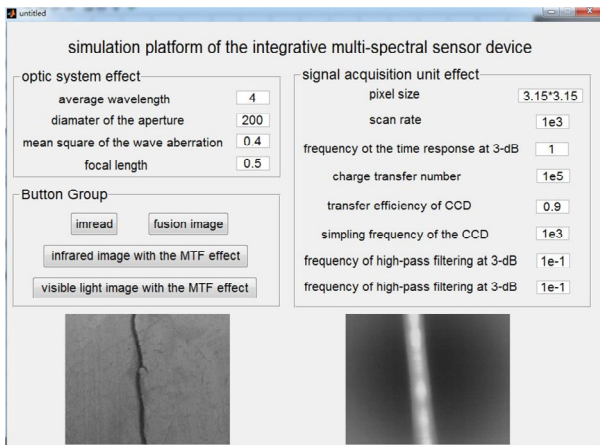 untitled
simulation platform of the integrative multi-spectral sensor device
optic system effect
average wavelength 4
diamater of the aperture 200
mean square of the wave aberration 0.4
focal length 0.5
Button Group
imread fusion image
infrared image with the MTF effect
visible light image with the MTF effect
signal acquisition unit effect
pixel size 3.15*3.15
scan rate 1e3
frequency ot the time response at 3-dB 1
charge transfer number 1e5
transfer efficiency of CCD 0.9
simpling frequency of the CCD 1e3
frequency of high-pass filtering at 3-dB 1e-1
frequency of high-pass filtering at 3-dB 1e-1